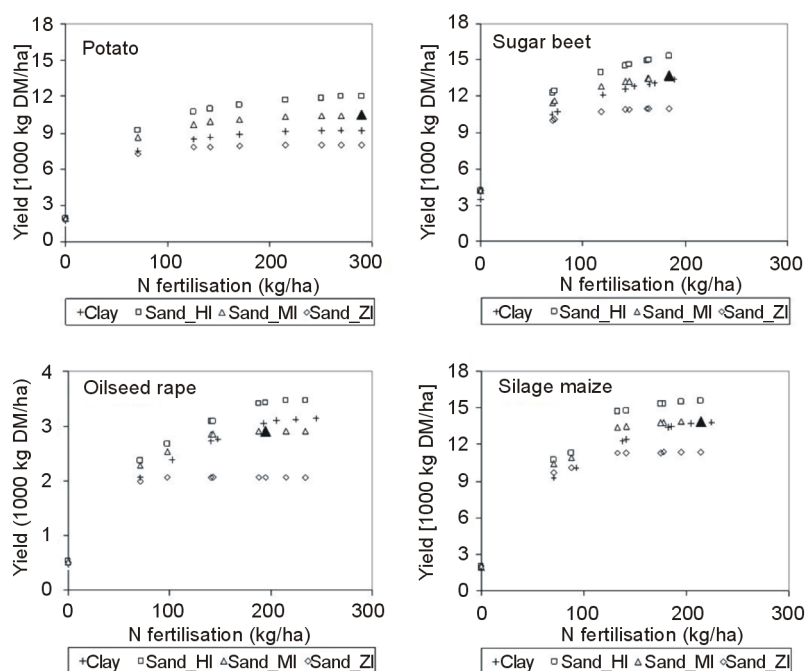 Potato
Yield [1000 kg DM/ha]
18
15
12
9
6
3
0
0 100 200 300
N fertilisation (kg/ha)
+Clay □Sand_HI △Sand_MI ◇Sand_ZI
Sugar beet
Yield [1000 kg DM/ha]
18
15
12
9
6
3
0
0 100 200 300
N fertilisation (kg/ha)
+Clay □Sand_HI △Sand_MI ◇Sand_ZI
Oilseed rape
Yield (1000 kg DM/ha)
4
3
2
1
0
0 100 200 300
N fertilisation (kg/ha)
+Clay □Sand_HI △Sand_MI ◇Sand_ZI
Silage maize
Yield [1000 kg DM/ha]
18
15
12
9
6
3
0
0 100 200 300
N fertilisation (kg/ha)
+Clay □Sand_HI △Sand_MI ◇Sand_ZI